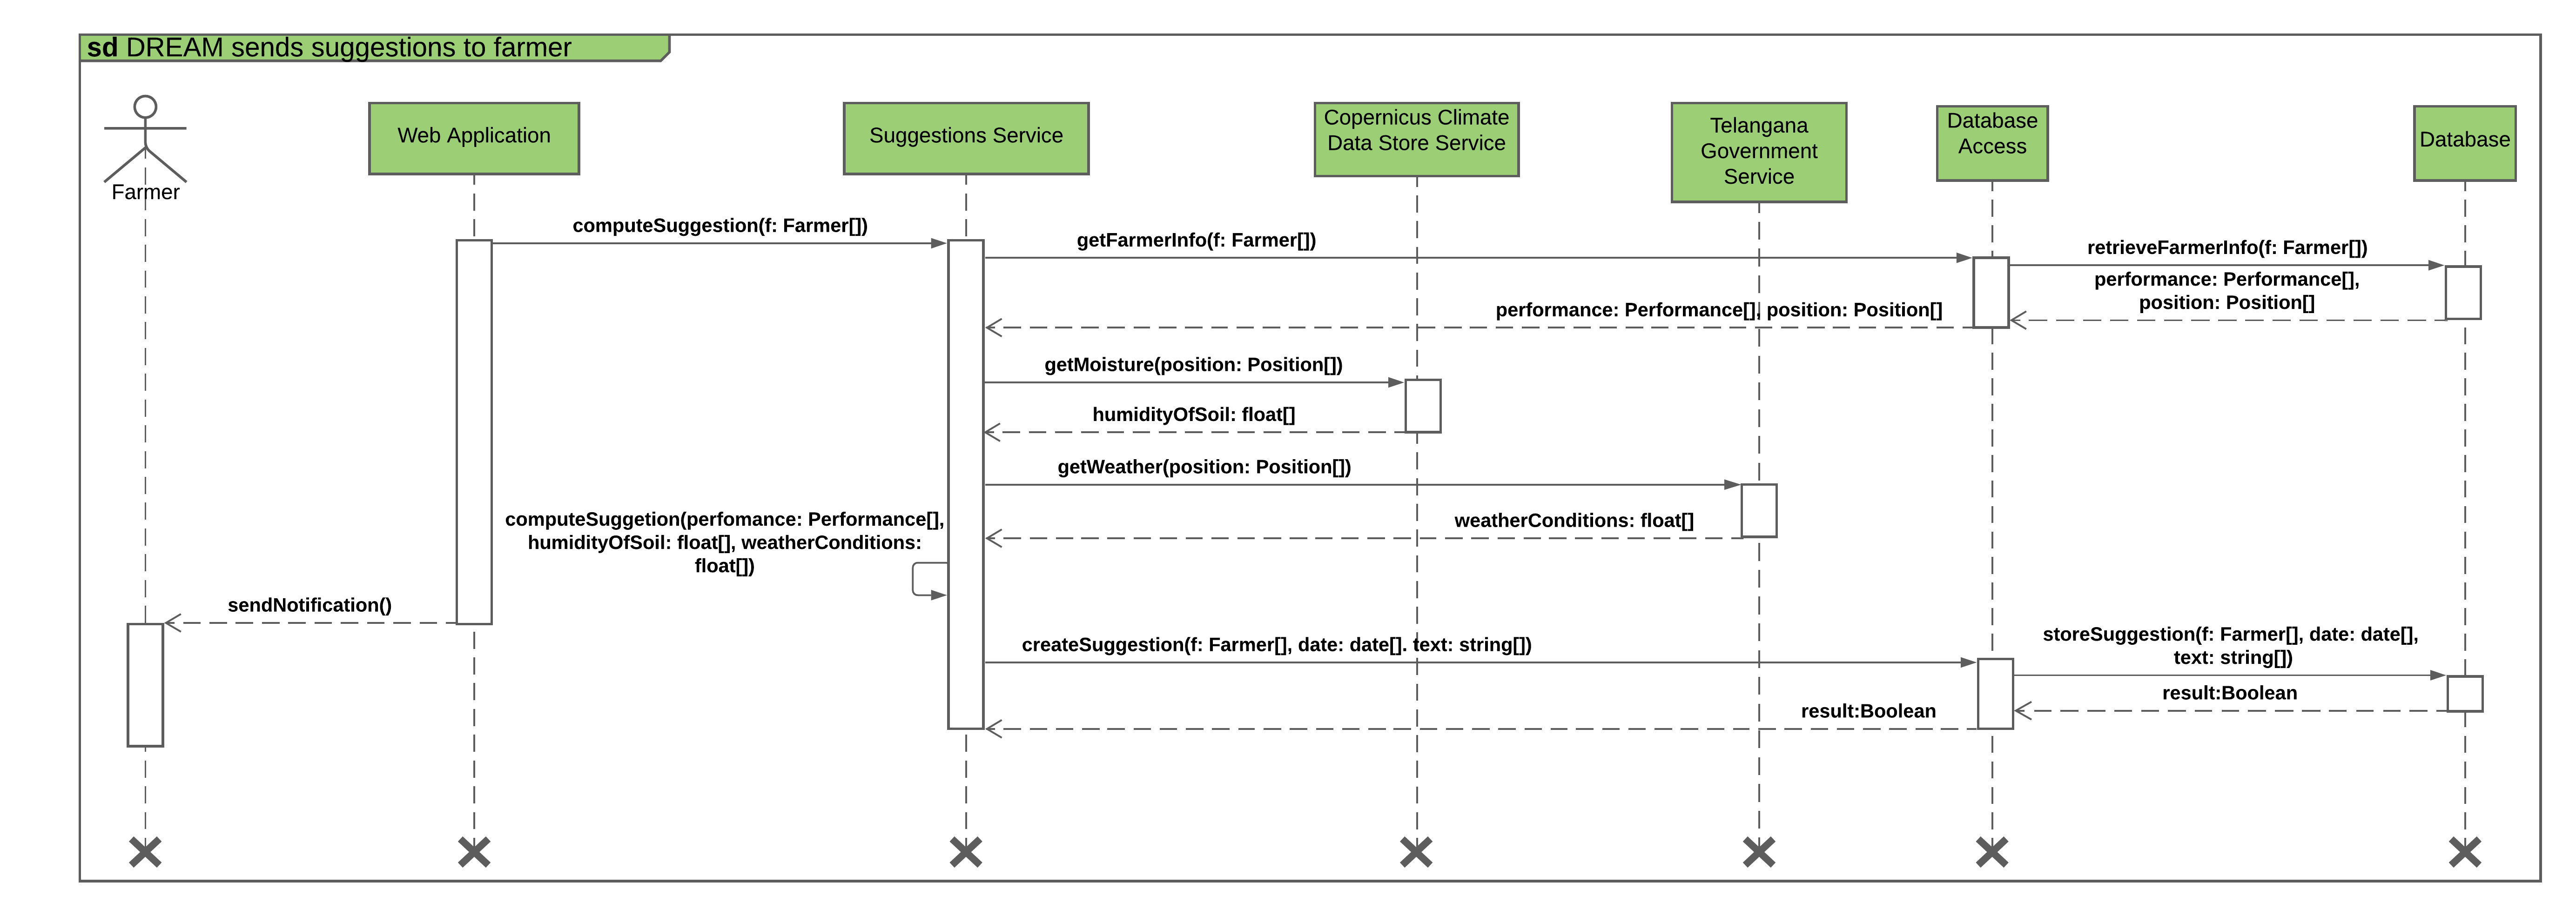 sd DREAM sends suggestions to farmer
Farmer
Web Application
Suggestions Service
Copernicus Climate
Data Store Service
Telangana
Government
Service
Database
Access
Database
computeSuggestion(f: Farmer[])
getFarmerInfo(f: Farmer[])
retrieveFarmerInfo(f: Farmer[])
performance: Performance[],
position: Position[]
performance: Performance[], position: Position[]
getMoisture(position: Position[])
humidityOfSoil: float[]
getWeather(position: Position[])
weatherConditions: float[]
computeSuggetion(perfomance: Performance[],
humidityOfSoil: float[], weatherConditions:
float[])
sendNotification()
createSuggestion(f: Farmer[], date: date[]. text: string[])
storeSuggestion(f: Farmer[], date: date[],
text: string[])
result:Boolean
result:Boolean